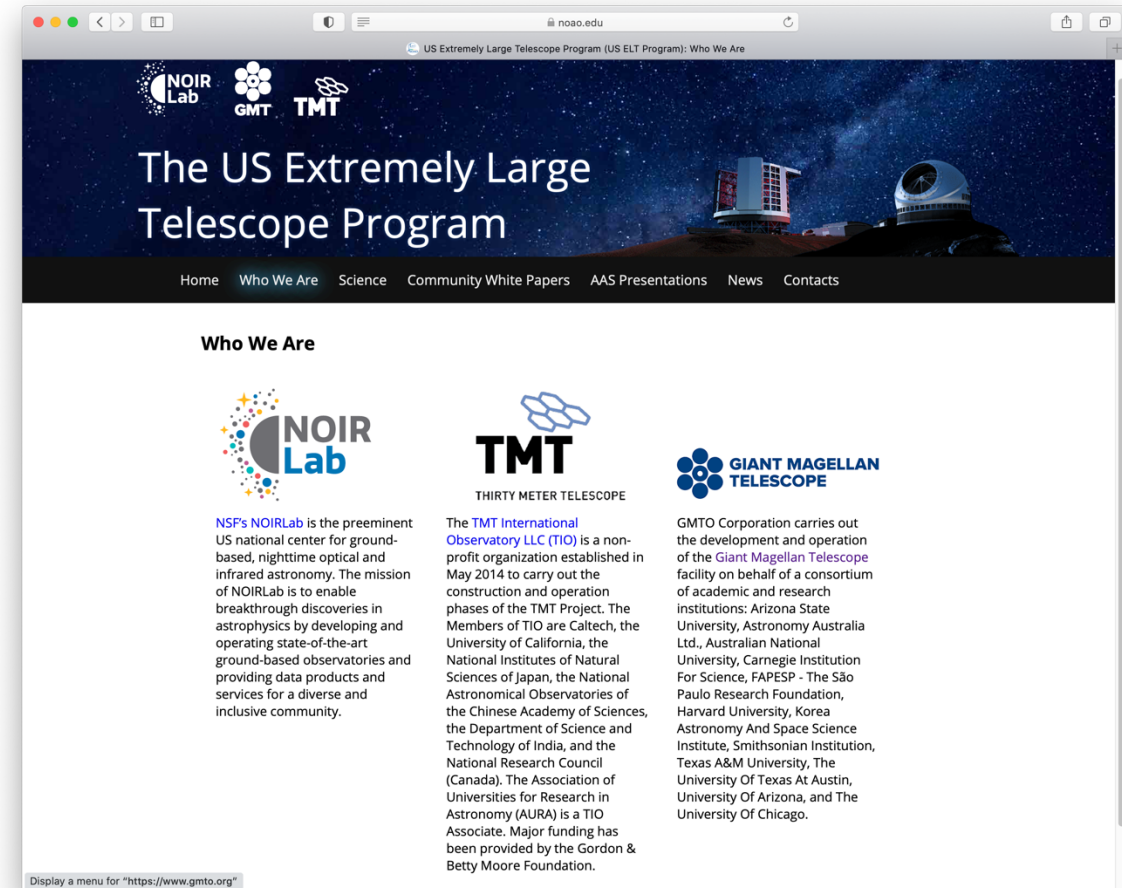 noao.edu
US Extremely Large Telescope Program (US ELT Program): Who We Are
NOIR
Lab
GMT
TMT
The US Extremely Large
Telescope Program
Home Who We Are Science Community White Papers AAS Presentations News Contacts
Who We Are
NOIR
Lab
NSF's NOIRLab is the preeminent
US national center for ground-
based, nighttime optical and
infrared astronomy. The mission
of NOIRLab is to enable
breakthrough discoveries in
astrophysics by developing and
operating state-of-the-art
ground-based observatories and
providing data products and
services for a diverse and
inclusive community.
TMT
THIRTY METER TELESCOPE
The TMT International
Observatory LLC (TIO) is a non-
profit organization established in
May 2014 to carry out the
construction and operation
phases of the TMT Project. The
Members of TIO are Caltech, the
University of California, the
National Institutes of Natural
Sciences of Japan, the National
Astronomical Observatories of
the Chinese Academy of Sciences,
the Department of Science and
Technology of India, and the
National Research Council
(Canada). The Association of
Universities for Research in
Astronomy (AURA) is a TIO
Associate. Major funding has
been provided by the Gordon &
Betty Moore Foundation.
GIANT MAGELLAN
TELESCOPE
GMTO Corporation carries out
the development and operation
of the Giant Magellan Telescope
facility on behalf of a consortium
of academic and research
institutions: Arizona State
University, Astronomy Australia
Ltd., Australian National
University, Carnegie Institution
For Science, FAPESP - The São
Paulo Research Foundation,
Harvard University, Korea
Astronomy And Space Science
Institute, Smithsonian Institution,
Texas A&M University, The
University Of Texas At Austin,
University Of Arizona, and The
University Of Chicago.
Display a menu for "https://www.gmto.org"